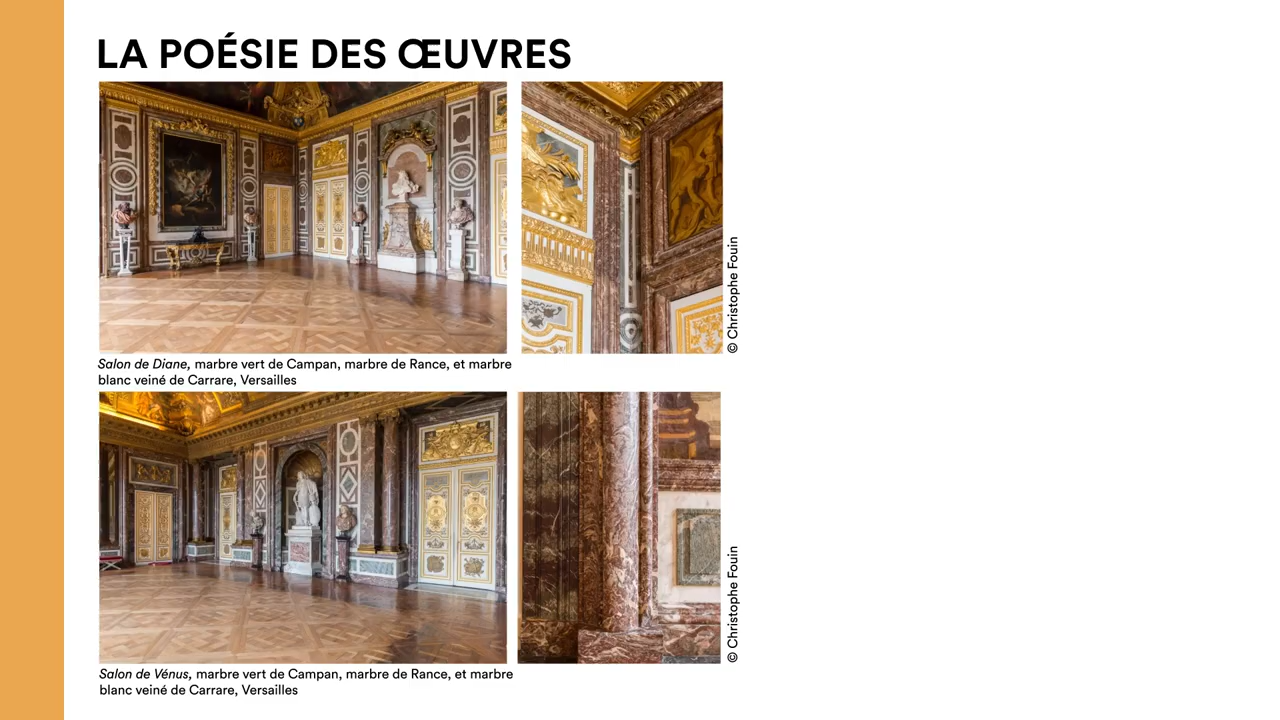 LA POÉSIE DES ŒUVRES
© Christophe Fouin
Salon de Diane, marbre vert de Campan, marbre de Rance, et marbre
blanc veiné de Carrare, Versailles
© Christophe Fouin
Salon de Vénus, marbre vert de Campan, marbre de Rance, et marbre
blanc veiné de Carrare, Versailles